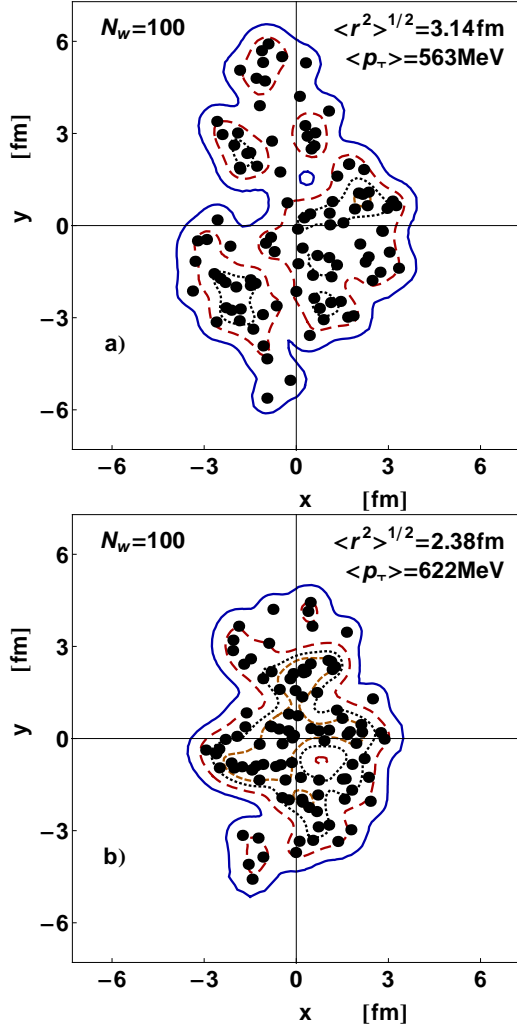 N_w=100
<r²>^1/2=3.14fm
<p_T>=563MeV
6
3
0
−3
−6
y [fm]
a)
−6 −3 0 3 6
x [fm]
N_w=100
<r²>^1/2=2.38fm
<p_T>=622MeV
6
3
0
−3
−6
y [fm]
b)
−6 −3 0 3 6
x [fm]